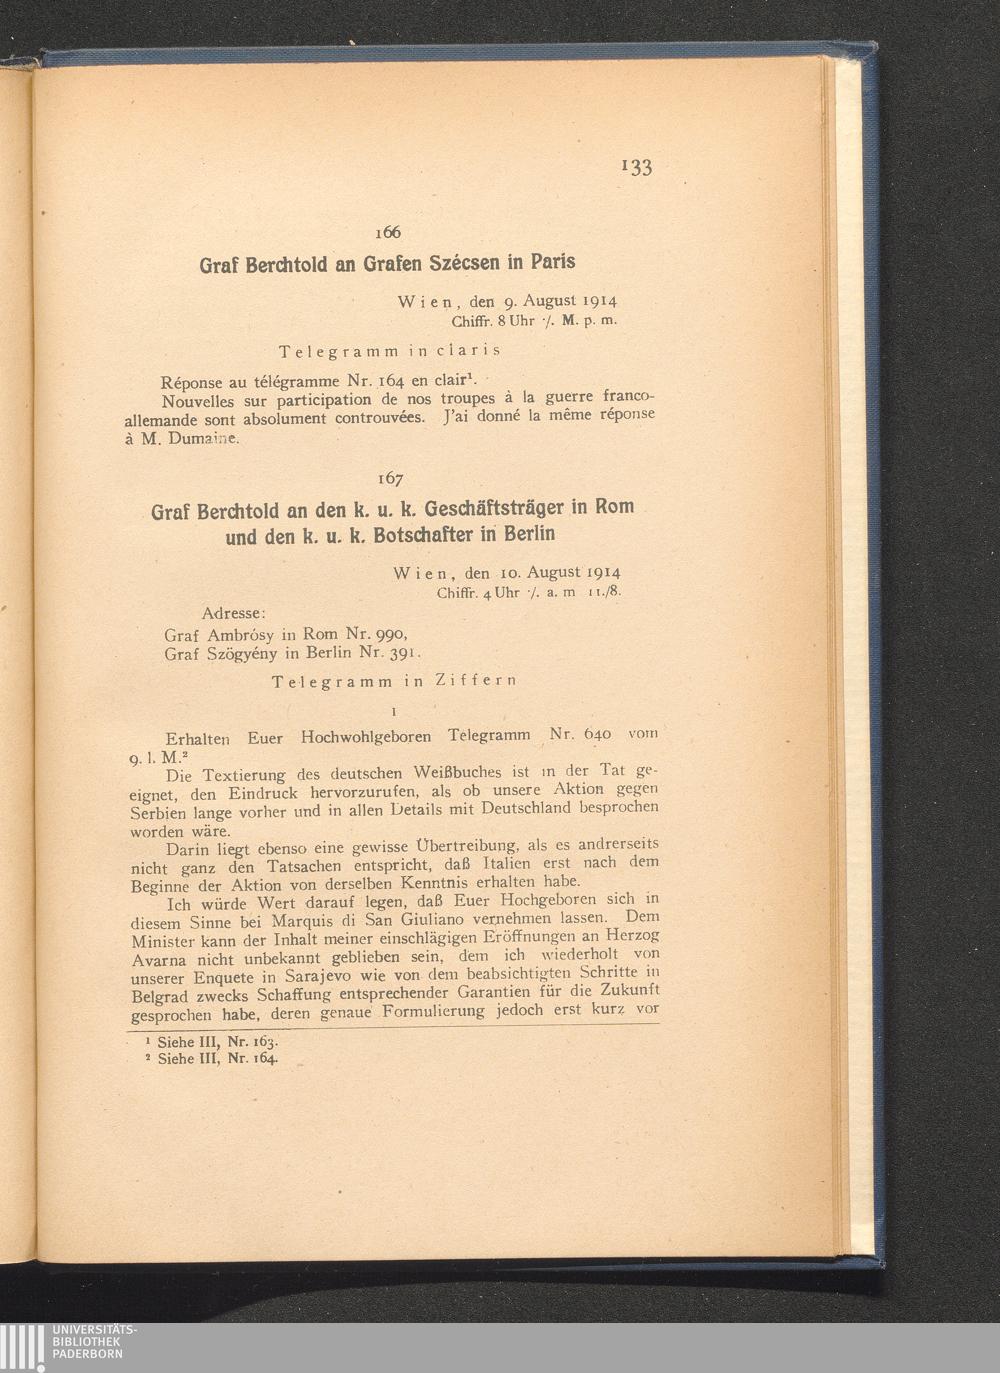 133
166
Graf Berchtold an Grafen Szécsen in Paris
Wien, den 9. August 1914
Chiffr. 8 Uhr ·/. M. p. m.
Telegramm in claris
Réponse au télégramme Nr. 164 en clair¹.
Nouvelles sur participation de nos troupes à la guerre franco-
allemande sont absolument controuvées. J'ai donné la même réponse
à M. Dumaine.
167
Graf Berchtold an den k. u. k. Geschäftsträger in Rom
und den k. u. k. Botschafter in Berlin
Wien, den 10. August 1914
Chiffr. 4 Uhr ·/. a. m 11./8.
Adresse:
Graf Ambrósy in Rom Nr. 990,
Graf Szögyény in Berlin Nr. 391.
Telegramm in Ziffern
1
Erhalten Euer Hochwohlgeboren Telegramm Nr. 640 vom
9. l. M.²
Die Textierung des deutschen Weißbuches ist in der Tat ge-
eignet, den Eindruck hervorzurufen, als ob unsere Aktion gegen
Serbien lange vorher und in allen Details mit Deutschland besprochen
worden wäre.
Darin liegt ebenso eine gewisse Übertreibung, als es andrerseits
nicht ganz den Tatsachen entspricht, daß Italien erst nach dem
Beginne der Aktion von derselben Kenntnis erhalten habe.
Ich würde Wert darauf legen, daß Euer Hochgeboren sich in
diesem Sinne bei Marquis di San Giuliano vernehmen lassen. Dem
Minister kann der Inhalt meiner einschlägigen Eröffnungen an Herzog
Avarna nicht unbekannt geblieben sein, dem ich wiederholt von
unserer Enquete in Sarajevo wie von dem beabsichtigten Schritte in
Belgrad zwecks Schaffung entsprechender Garantien für die Zukunft
gesprochen habe, deren genaue Formulierung jedoch erst kurz vor
¹ Siehe III, Nr. 163.
² Siehe III, Nr. 164.
UNIVERSITÄTS-
BIBLIOTHEK
PADERBORN